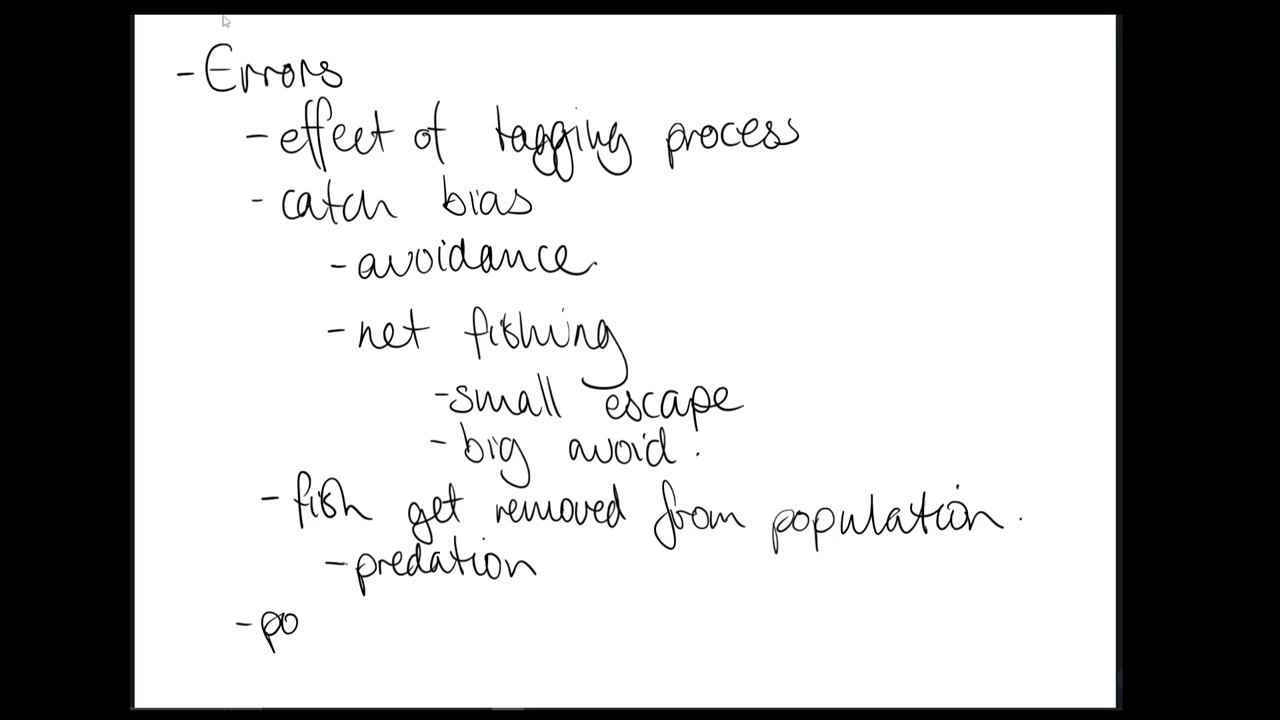 - Errors
- effect of tagging process
- catch bias
- avoidance.
- net fishing
- small escape
- big avoid.
- fish get removed from population.
- predation
- po